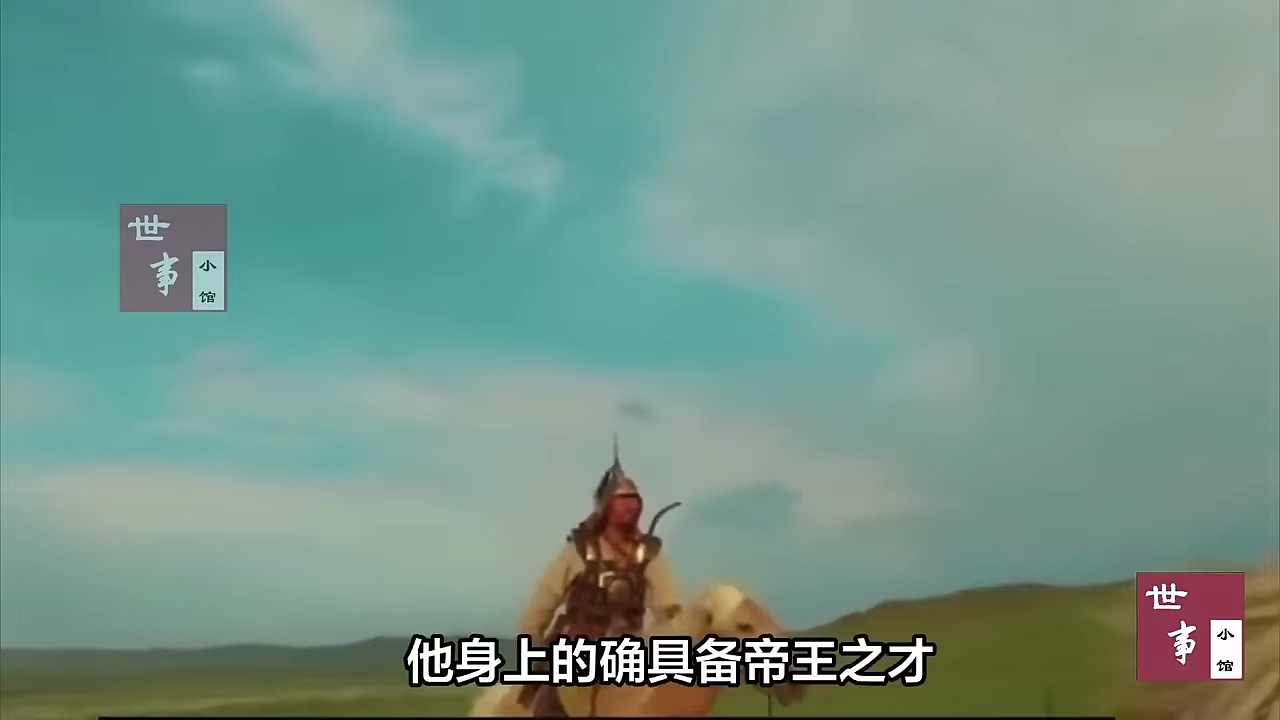 世事
小馆
他身上的确具备帝王之才
世事
小馆